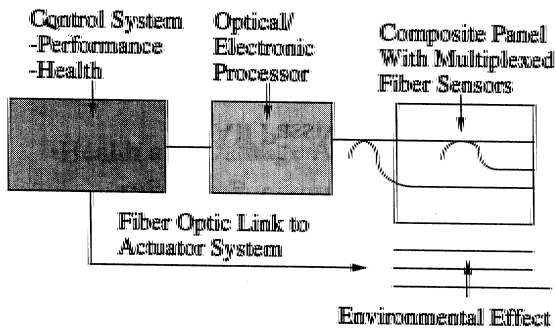 Control System
-Performance
-Health
Optical/
Electronic
Processor
Composite Panel
With Multiplexed
Fiber Sensors
Fiber Optic Link to
Actuator System
Environmental Effect